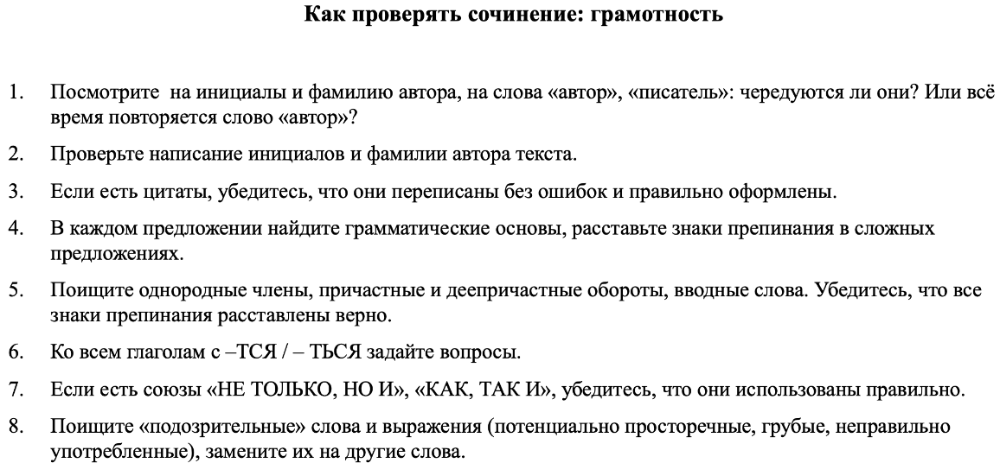 Как проверять сочинение: грамотность
1. Посмотрите на инициалы и фамилию автора, на слова «автор», «писатель»: чередуются ли они? Или всё
время повторяется слово «автор»?
2. Проверьте написание инициалов и фамилии автора текста.
3. Если есть цитаты, убедитесь, что они переписаны без ошибок и правильно оформлены.
4. В каждом предложении найдите грамматические основы, расставьте знаки препинания в сложных
предложениях.
5. Поищите однородные члены, причастные и деепричастные обороты, вводные слова. Убедитесь, что все
знаки препинания расставлены верно.
6. Ко всем глаголам с –ТСЯ / – ТЬСЯ задайте вопросы.
7. Если есть союзы «НЕ ТОЛЬКО, НО И», «КАК, ТАК И», убедитесь, что они использованы правильно.
8. Поищите «подозрительные» слова и выражения (потенциально просторечные, грубые, неправильно
употребленные), замените их на другие слова.